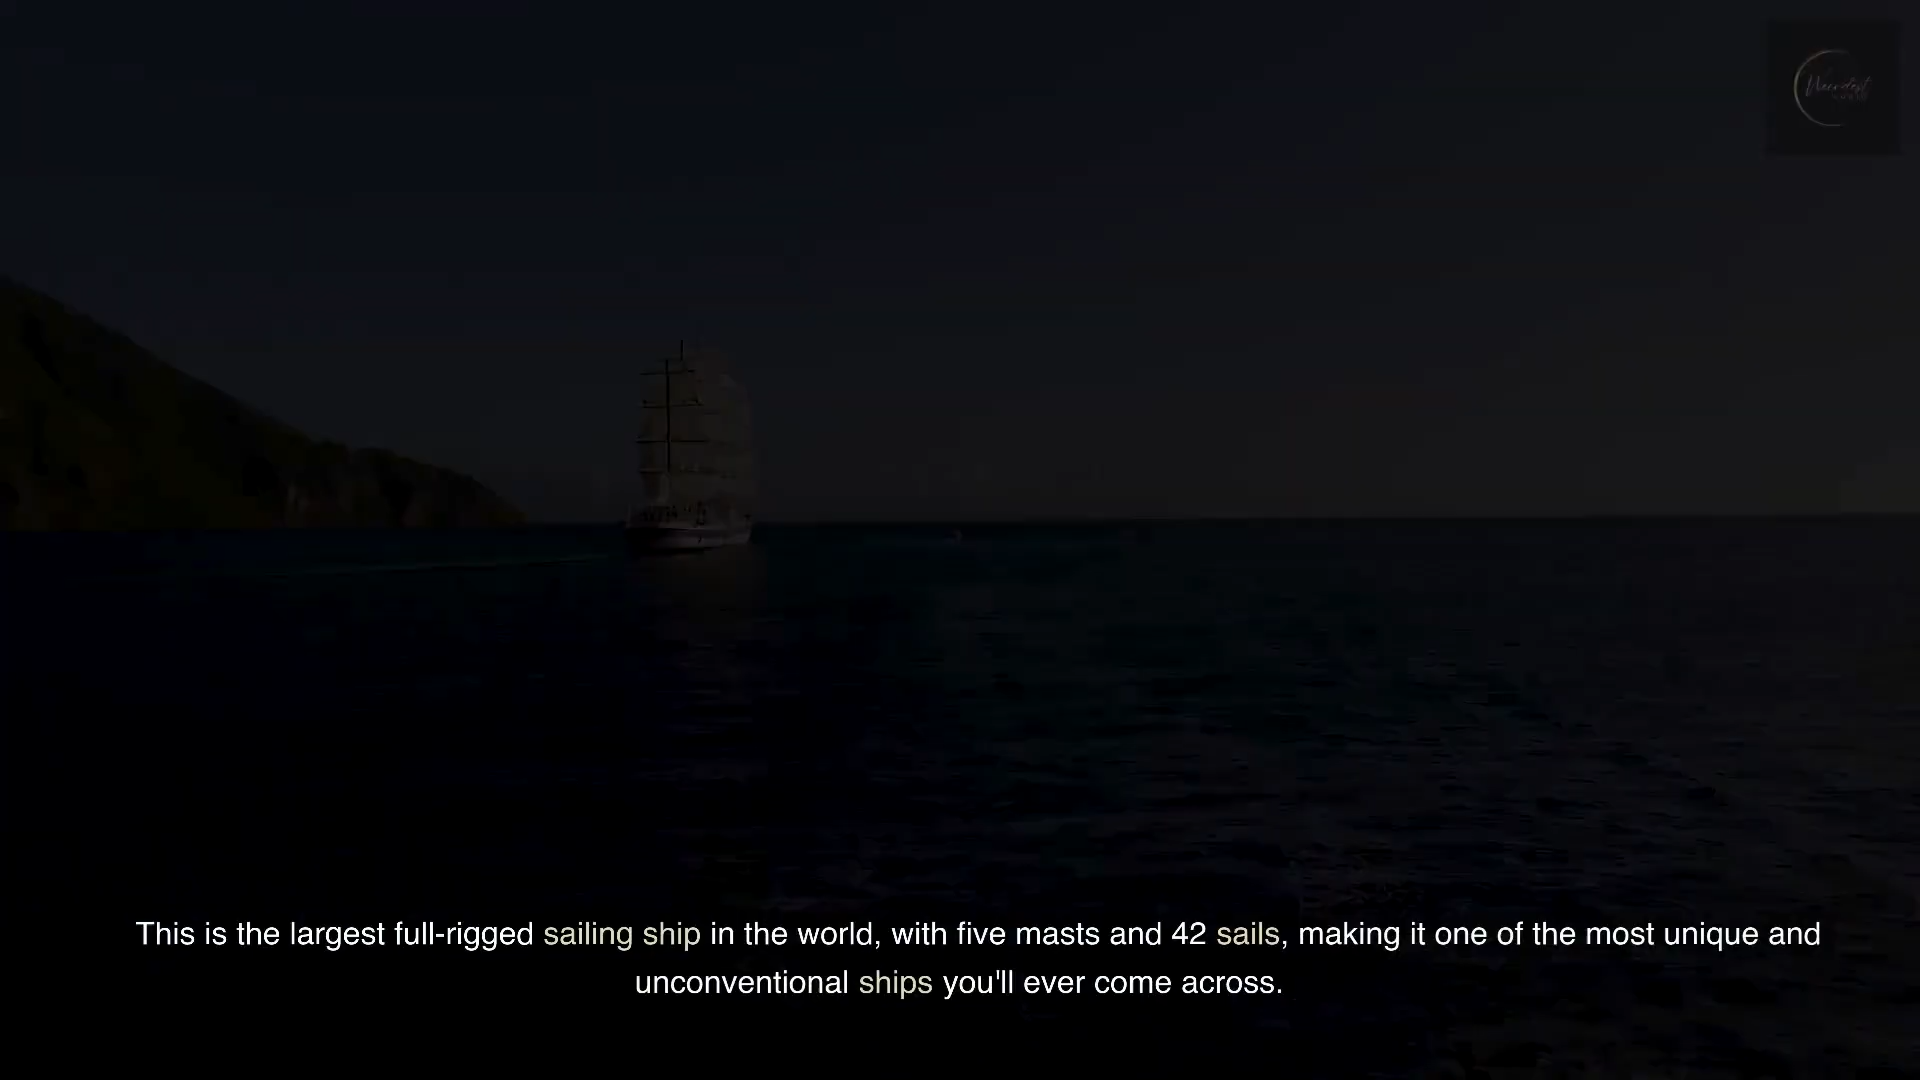 This is the largest full-rigged sailing ship in the world, with five masts and 42 sails, making it one of the most unique and
unconventional ships you'll ever come across.